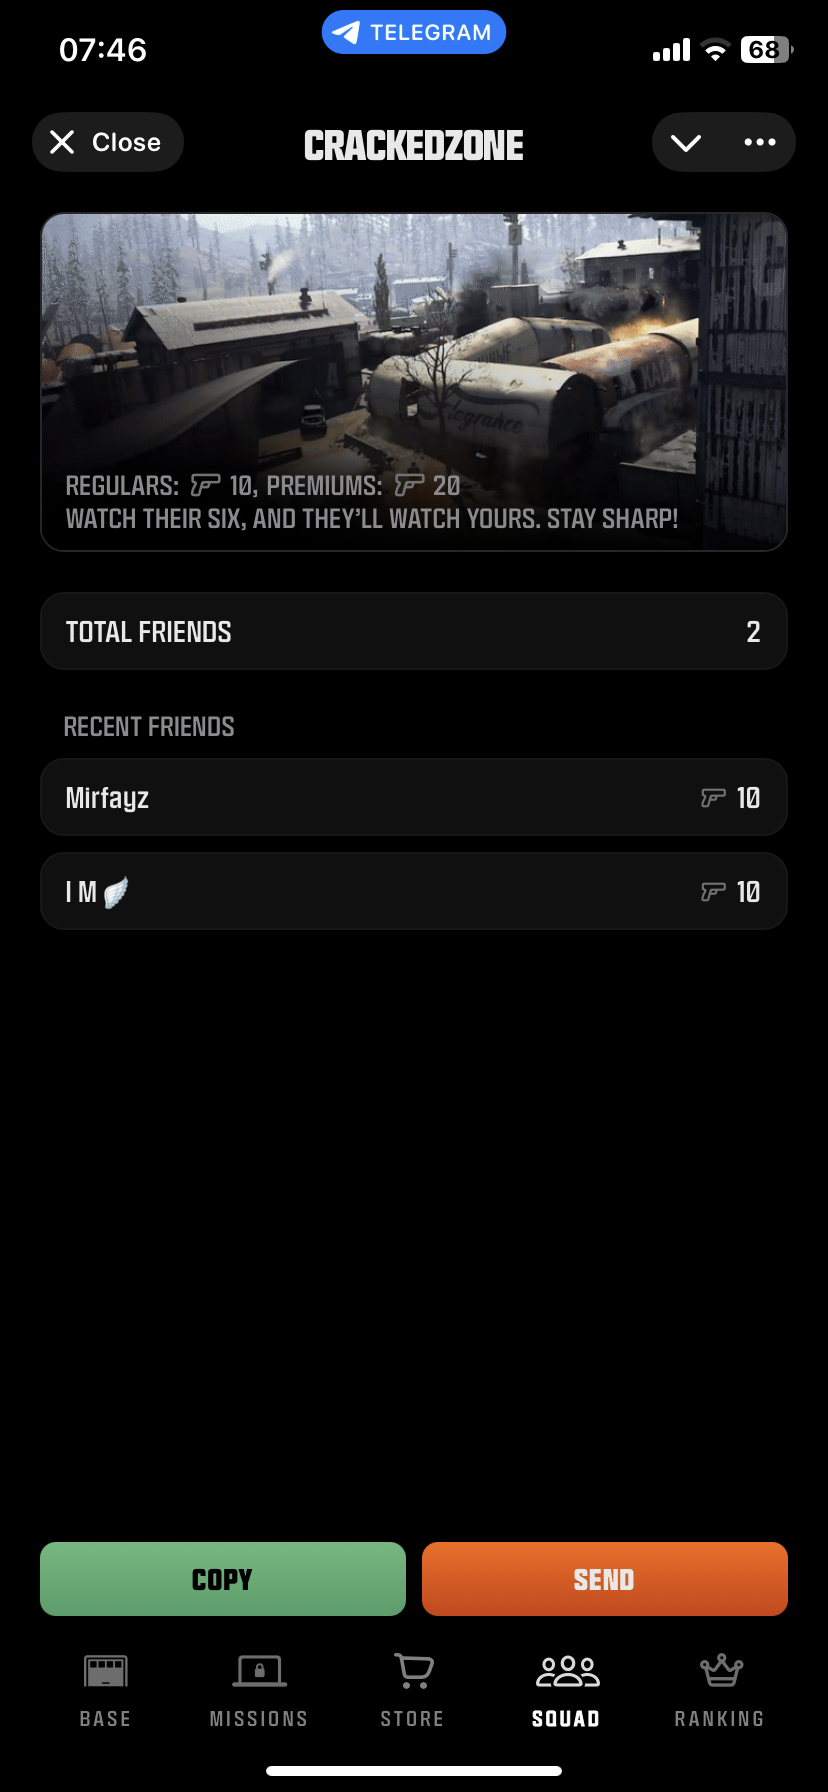 07:46
TELEGRAM
68
Close
CRACKEDZONE
REGULARS: 10, PREMIUMS: 20
WATCH THEIR SIX, AND THEY'LL WATCH YOURS. STAY SHARP!
TOTAL FRIENDS 2
RECENT FRIENDS
Mirfayz 10
I M🪽 10
COPY
SEND
BASE
MISSIONS
STORE
SQUAD
RANKING